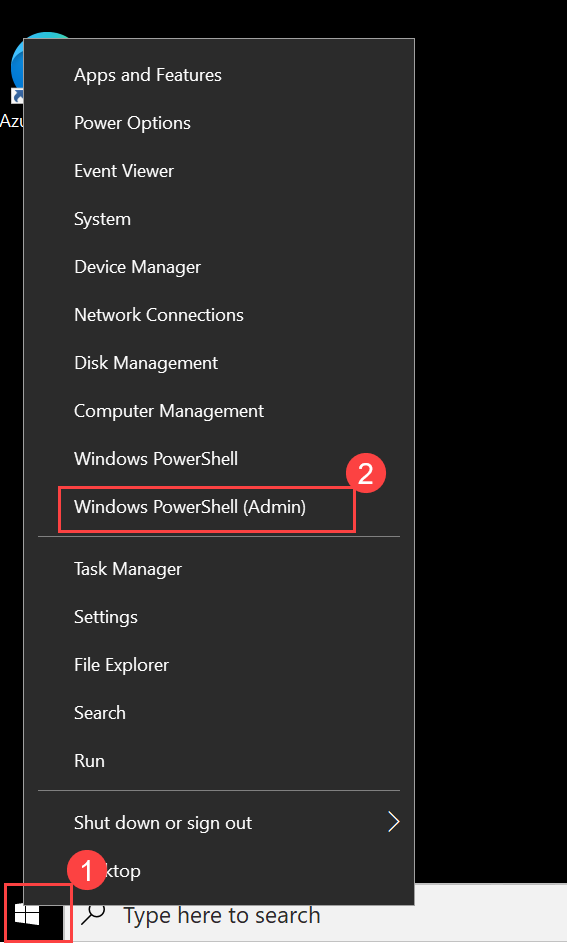 Azu
Apps and Features
Power Options
Event Viewer
System
Device Manager
Network Connections
Disk Management
Computer Management
Windows PowerShell
2
Windows PowerShell (Admin)
Task Manager
Settings
File Explorer
Search
Run
Shut down or sign out
1
ktop
Type here to search